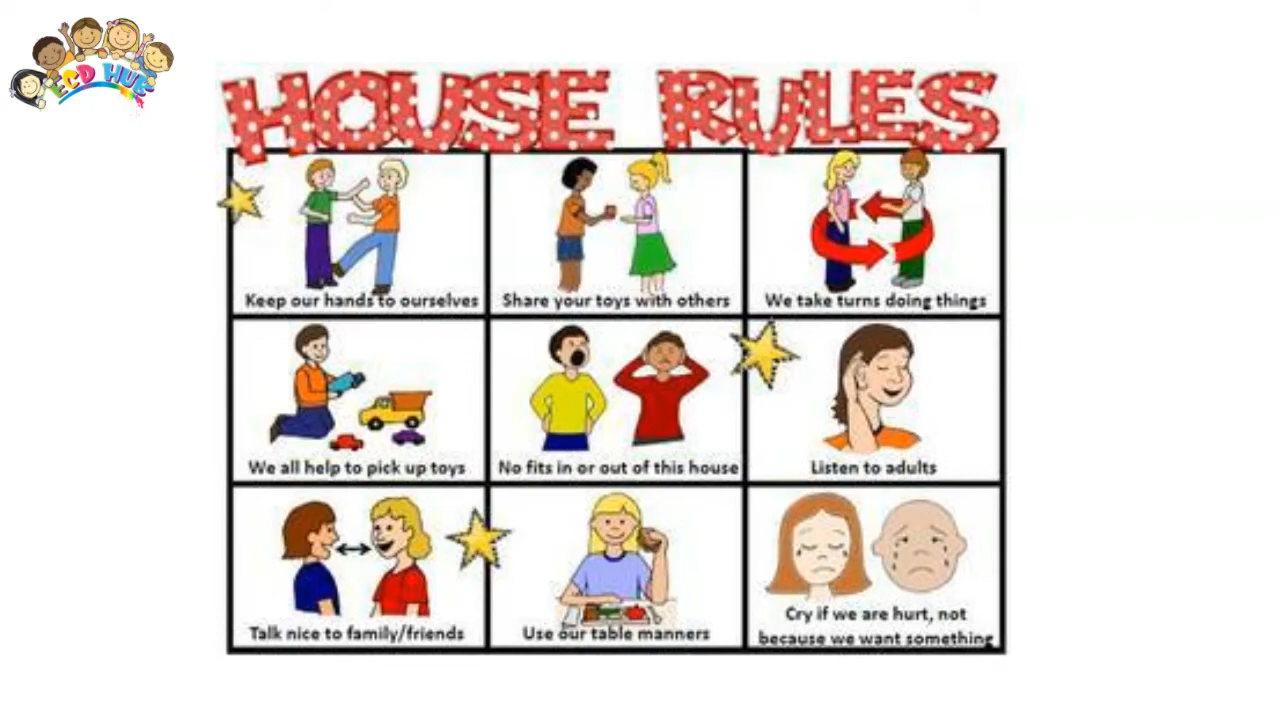 ECD HUB
HOUSE RULES
Keep our hands to ourselves
Share your toys with others
We take turns doing things
We all help to pick up toys
No fits in or out of this house
Listen to adults
Talk nice to family/friends
Use our table manners
Cry if we are hurt, not
because we want something